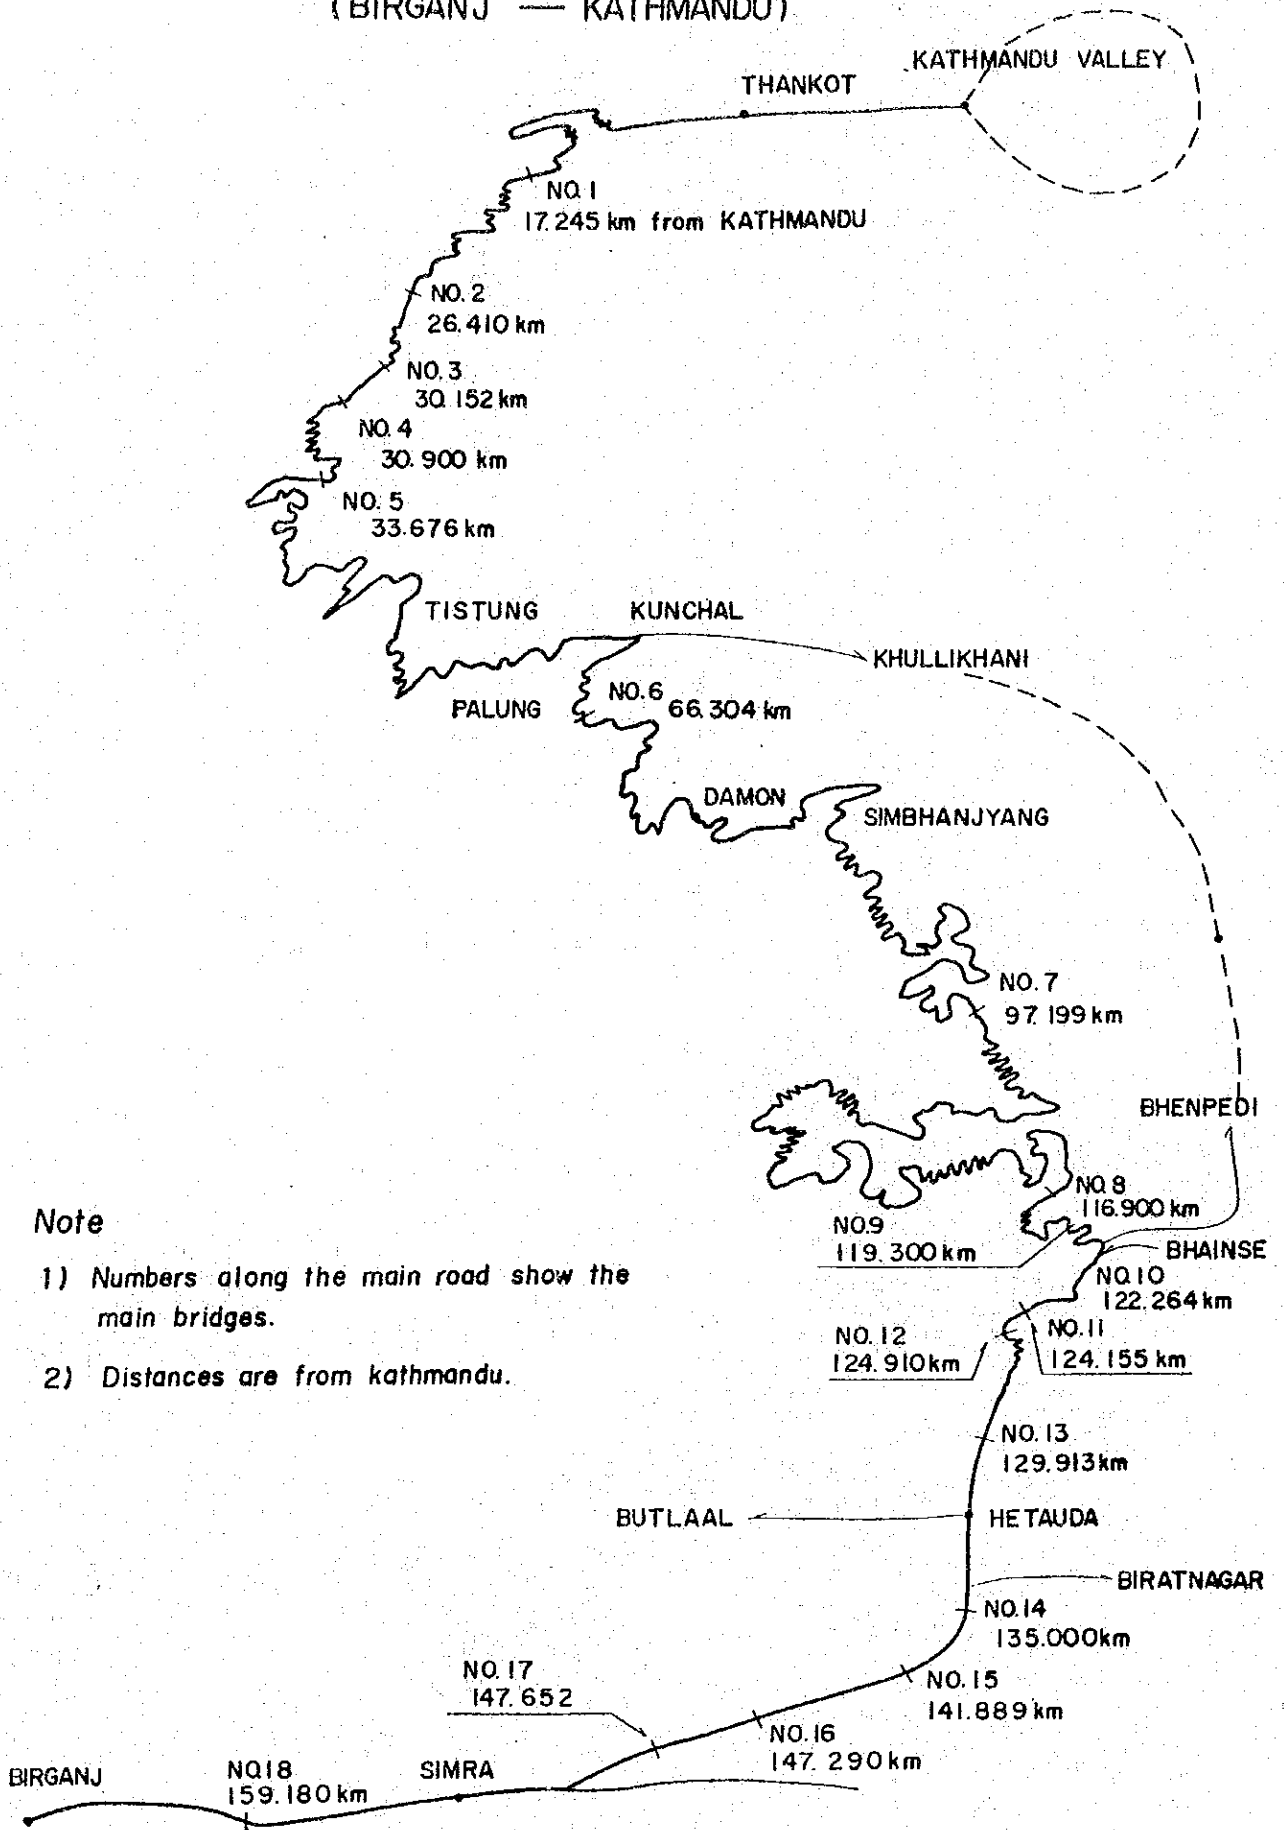 (BIRGANJ — KATHMANDU)
KATHMANDU VALLEY
THANKOT
NO. 1
17.245 km from KATHMANDU
NO. 2
26.410 km
NO. 3
30.152 km
NO. 4
30.900 km
NO. 5
33.676 km
TISTUNG
KUNCHAL
KHULLIKHANI
PALUNG
NO. 6
66.304 km
DAMON
SIMBHANJYANG
NO. 7
97.199 km
BHENPEDI
NO. 8
116.900 km
NO. 9
119.300 km
BHAINSE
NO. 10
122.264 km
NO. 11
124.155 km
NO. 12
124.910 km
Note
1) Numbers along the main road show the
main bridges.
2) Distances are from kathmandu.
NO. 13
129.913 km
BUTLAAL
HETAUDA
BIRATNAGAR
NO. 14
135.000 km
NO. 15
141.889 km
NO. 16
147.290 km
NO. 17
147.652
SIMRA
NO. 18
159.180 km
BIRGANJ